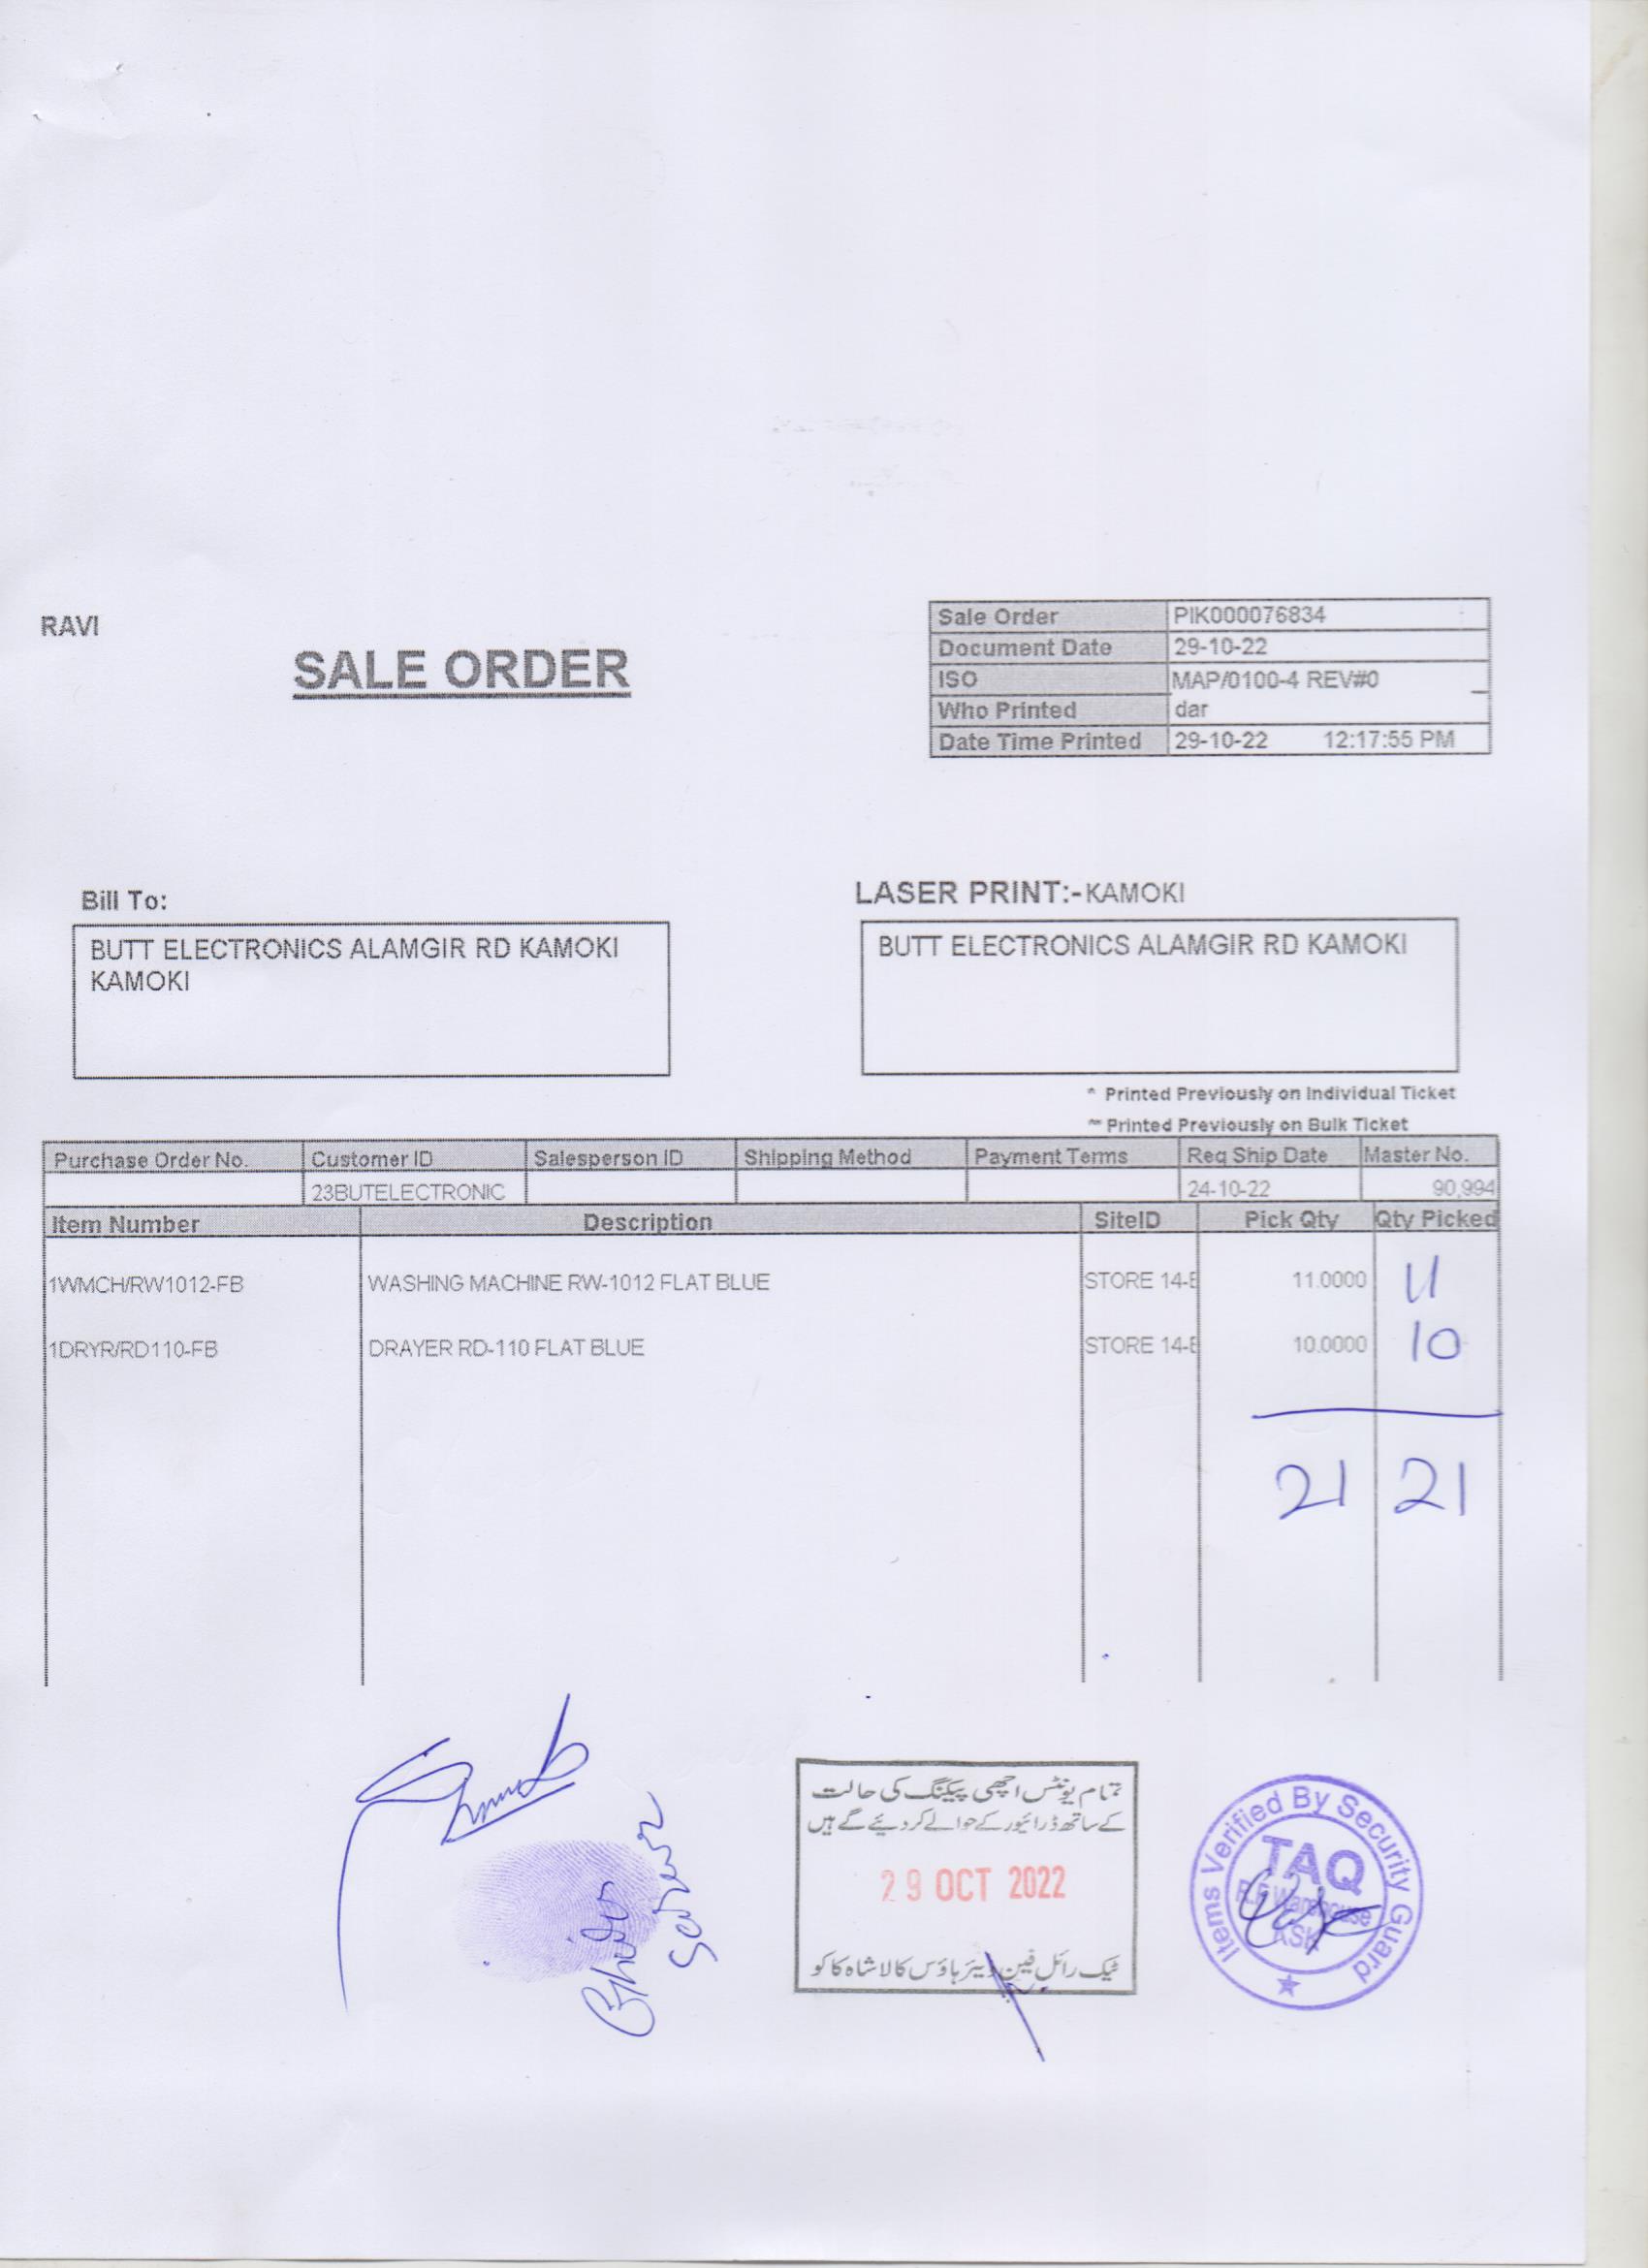 RAVI
SALE ORDER
Sale Order PIK000076834
Document Date 29-10-22
ISO MAP/0100-4 REV#0
Who Printed dar
Date Time Printed 29-10-22 12:17:55 PM
Bill To:
BUTT ELECTRONICS ALAMGIR RD KAMOKI
KAMOKI
LASER PRINT:-KAMOKI
BUTT ELECTRONICS ALAMGIR RD KAMOKI
* Printed Previously on Individual Ticket
** Printed Previously on Bulk Ticket
Purchase Order No. Customer ID Salesperson ID Shipping Method Payment Terms Req Ship Date Master No.
23BUTELECTRONIC 24-10-22 90,994
Item Number Description SiteID Pick Qty Qty Picked
1WMCH/RW1012-FB WASHING MACHINE RW-1012 FLAT BLUE STORE 14-E 11.0000 11
1DRYR/RD110-FB DRAYER RD-110 FLAT BLUE STORE 14-E 10.0000 10
21 21
تمام یونٹس اچھی پیکنگ کی حالت
کے ساتھ ڈرائیور کے حوالے کر دیئے گئے ہیں
29 OCT 2022
ٹیک رائل فین ویئر ہاؤس کالا شاہ کاکو
Items Verified By Security Guard
TAQ
R.F Warehouse
ASK